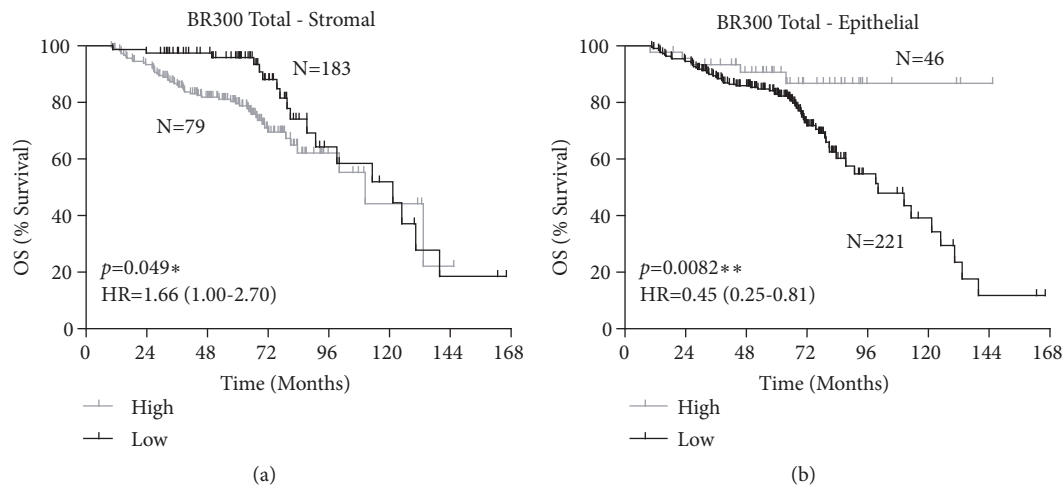 BR300 Total - Stromal
100
80
60
40
20
0
OS (% Survival)
N=183
N=79
p=0.049*
HR=1.66 (1.00-2.70)
0 24 48 72 96 120 144 168
Time (Months)
High
Low
(a)
BR300 Total - Epithelial
100
80
60
40
20
0
OS (% Survival)
N=46
N=221
p=0.0082**
HR=0.45 (0.25-0.81)
0 24 48 72 96 120 144 168
Time (Months)
High
Low
(b)